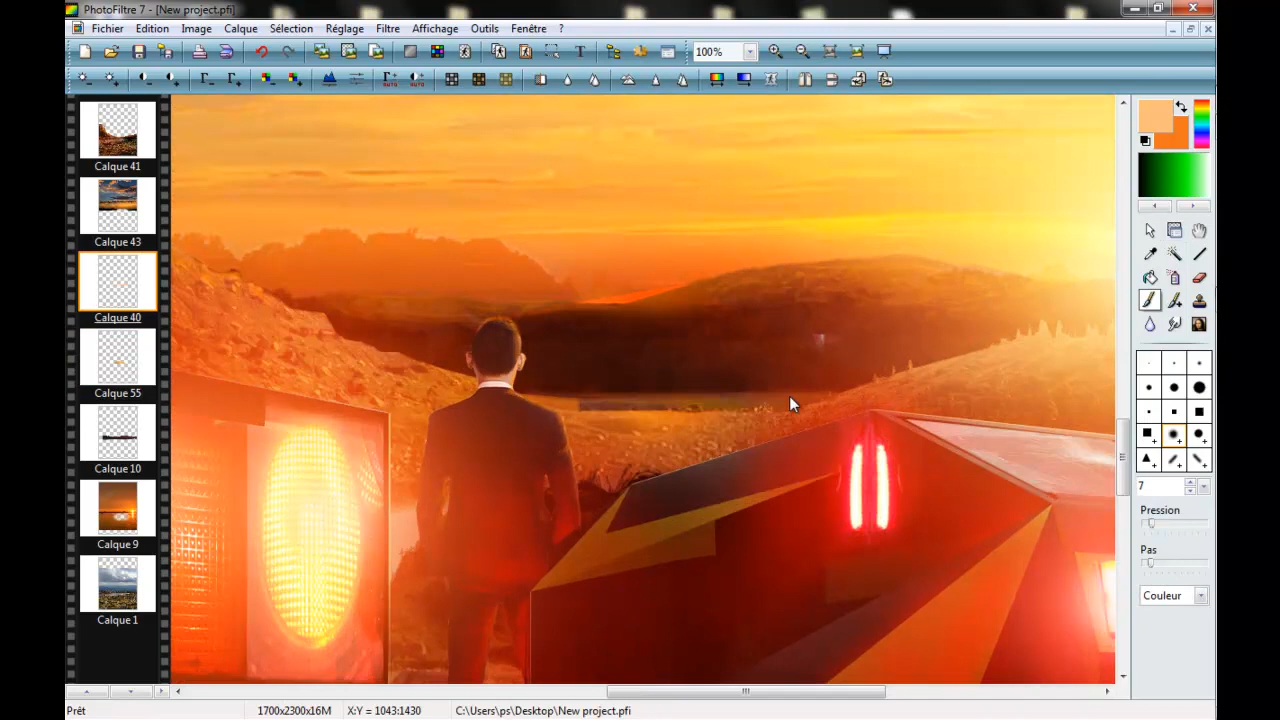 PhotoFiltre 7 - [New project.pfi]
Fichier Edition Image Calque Sélection Réglage Filtre Affichage Outils Fenêtre ?
100%
Calque 41
Calque 43
Calque 40
Calque 55
Calque 10
Calque 9
Calque 1
7
Pression
Pas
Couleur
Prêt 1700x2300x16M X:Y = 1043:1430 C:\Users\ps\Desktop\New project.pfi